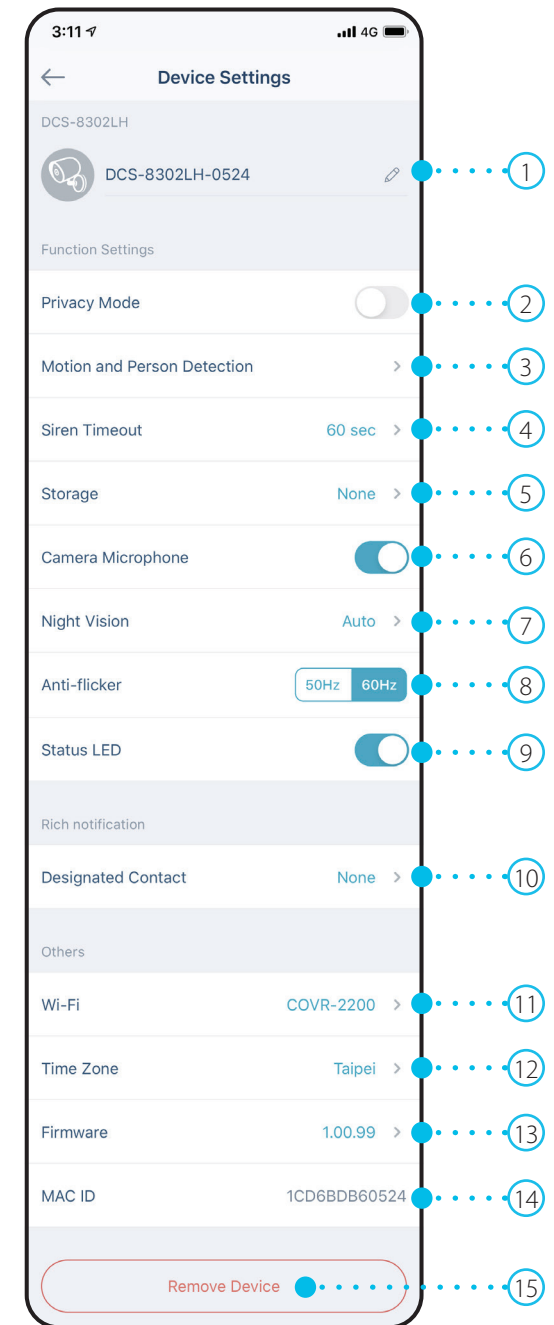 3:11 4G
Device Settings
DCS-8302LH
DCS-8302LH-0524 1
Function Settings
Privacy Mode 2
Motion and Person Detection 3
Siren Timeout 60 sec 4
Storage None 5
Camera Microphone 6
Night Vision Auto 7
Anti-flicker 50Hz 60Hz 8
Status LED 9
Rich notification
Designated Contact None 10
Others
Wi-Fi COVR-2200 11
Time Zone Taipei 12
Firmware 1.00.99 13
MAC ID 1CD6BDB60524 14
Remove Device 15